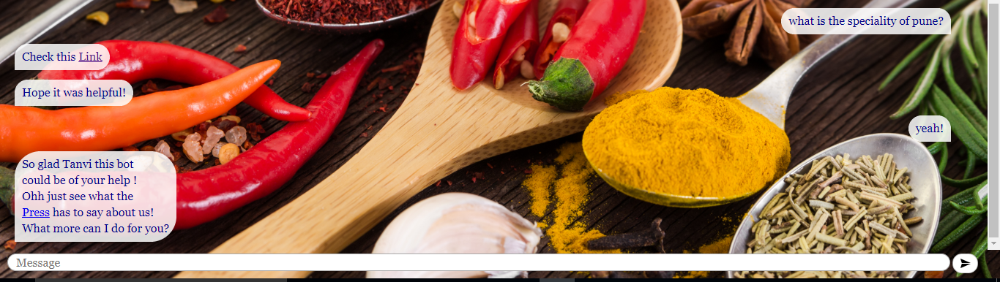 what is the speciality of pune?
Check this Link
Hope it was helpful!
yeah!
So glad Tanvi this bot
could be of your help !
Ohh just see what the
Press has to say about us!
What more can I do for you?
Message